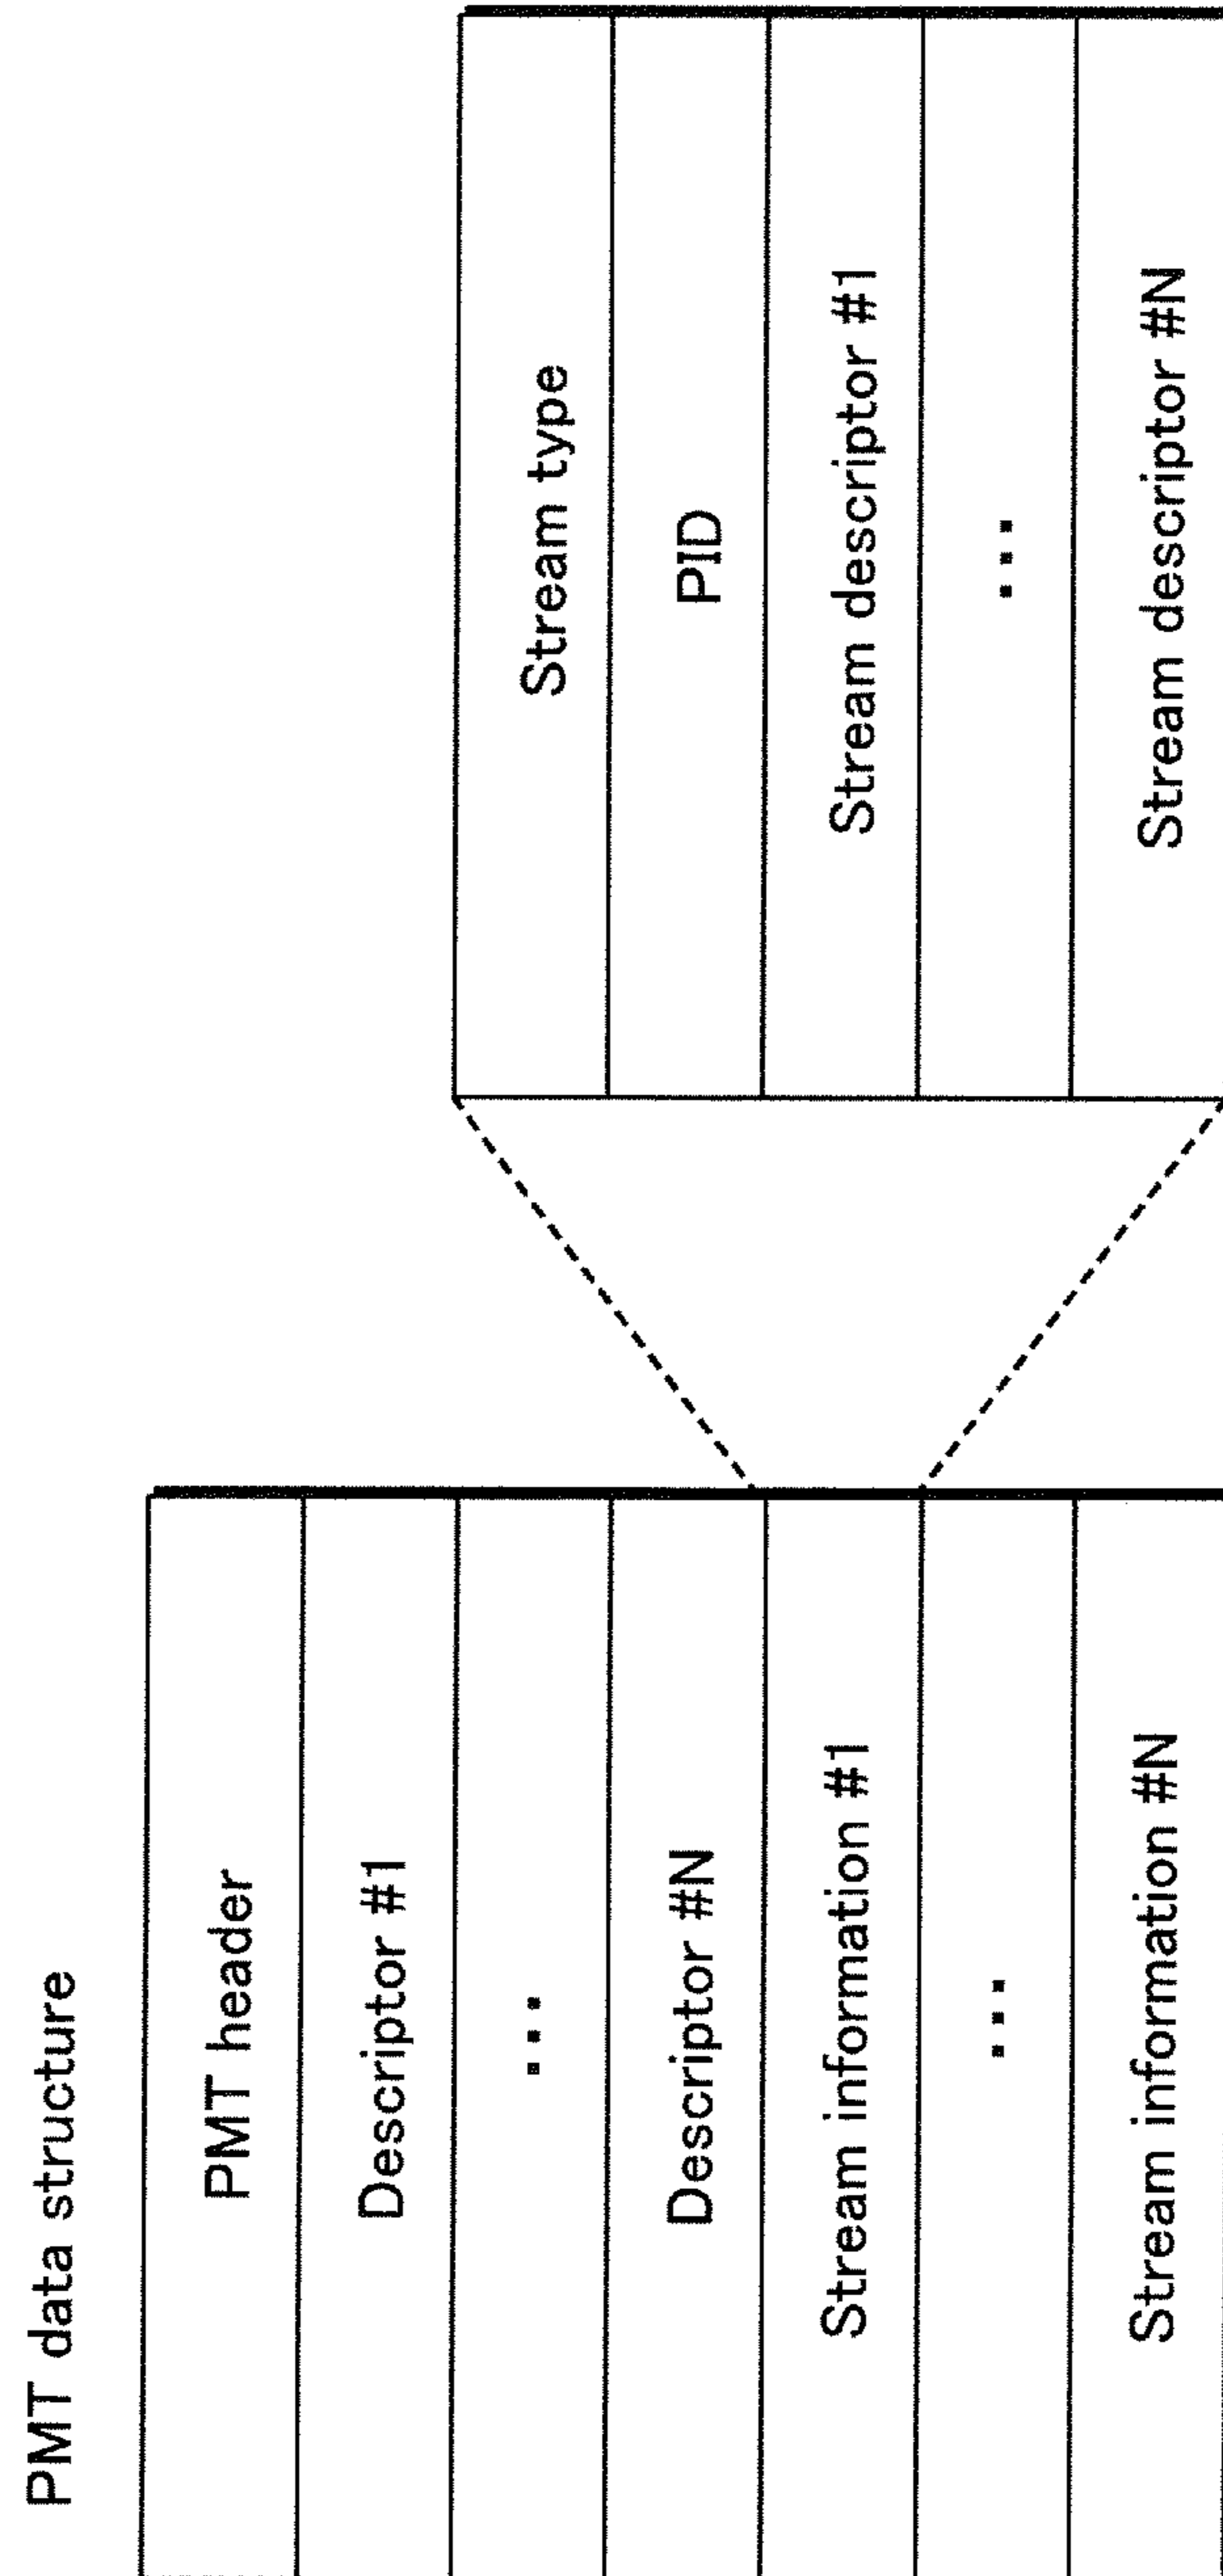 PMT data structure
PMT header
Descriptor #1
...
Descriptor #N
Stream information #1
...
Stream information #N
Stream type
PID
Stream descriptor #1
...
Stream descriptor #N